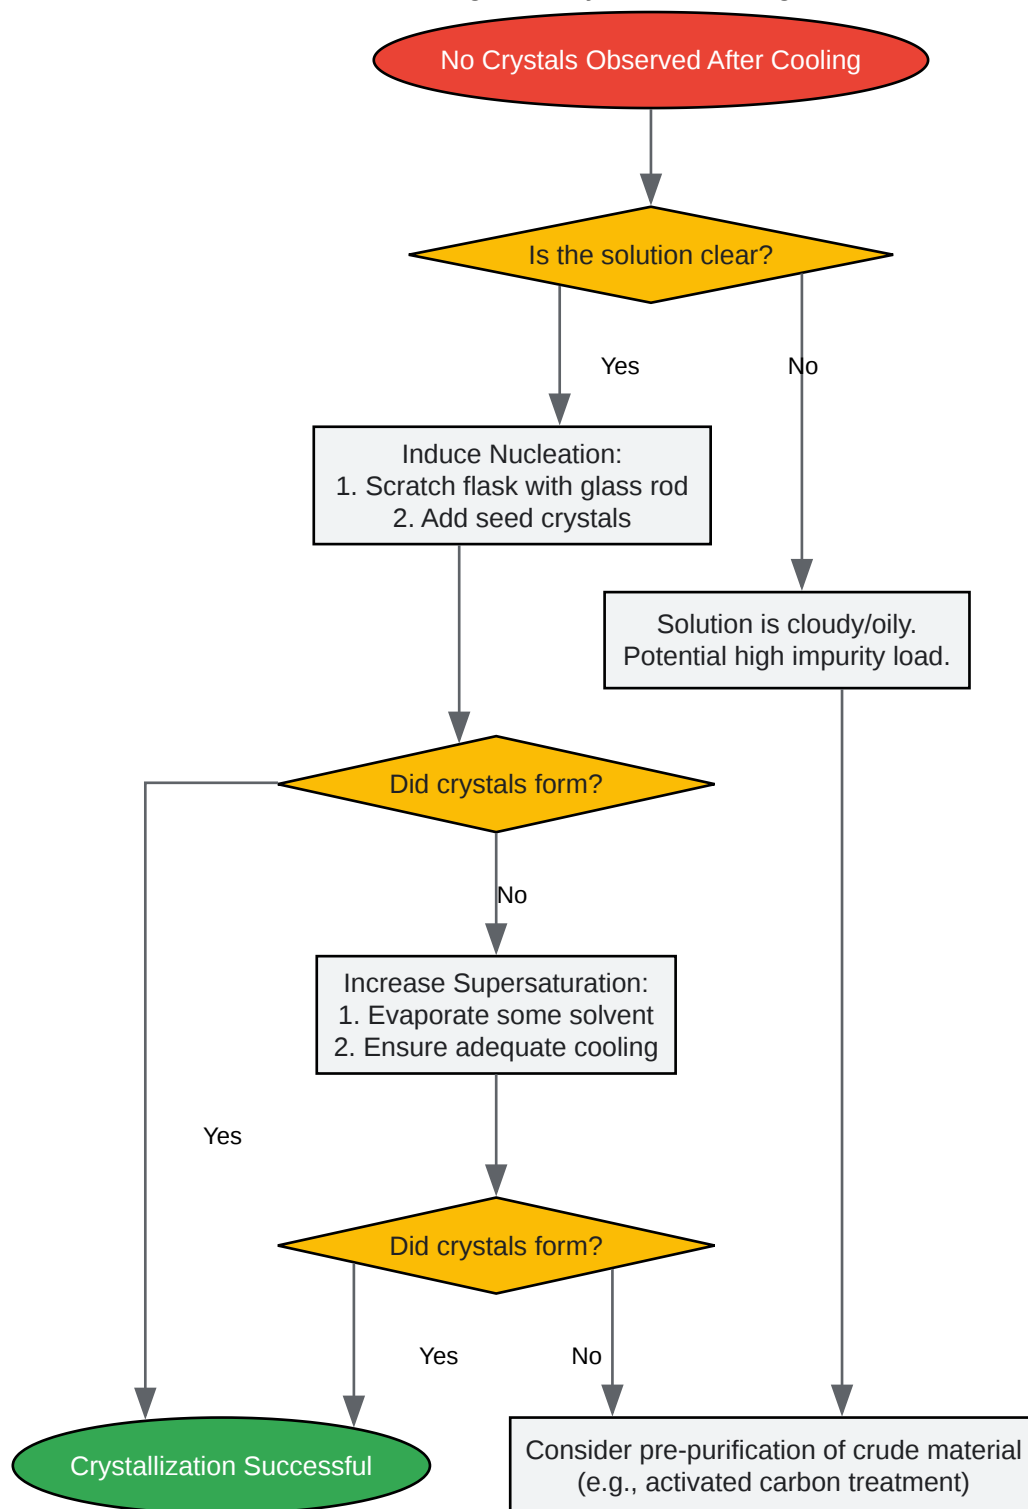 No Crystals Observed After Cooling
Is the solution clear?
Yes
No
Induce Nucleation:
1. Scratch flask with glass rod
2. Add seed crystals
Solution is cloudy/oily.
Potential high impurity load.
Did crystals form?
No
Increase Supersaturation:
1. Evaporate some solvent
2. Ensure adequate cooling
Yes
Did crystals form?
Yes
No
Crystallization Successful
Consider pre-purification of crude material
(e.g., activated carbon treatment)